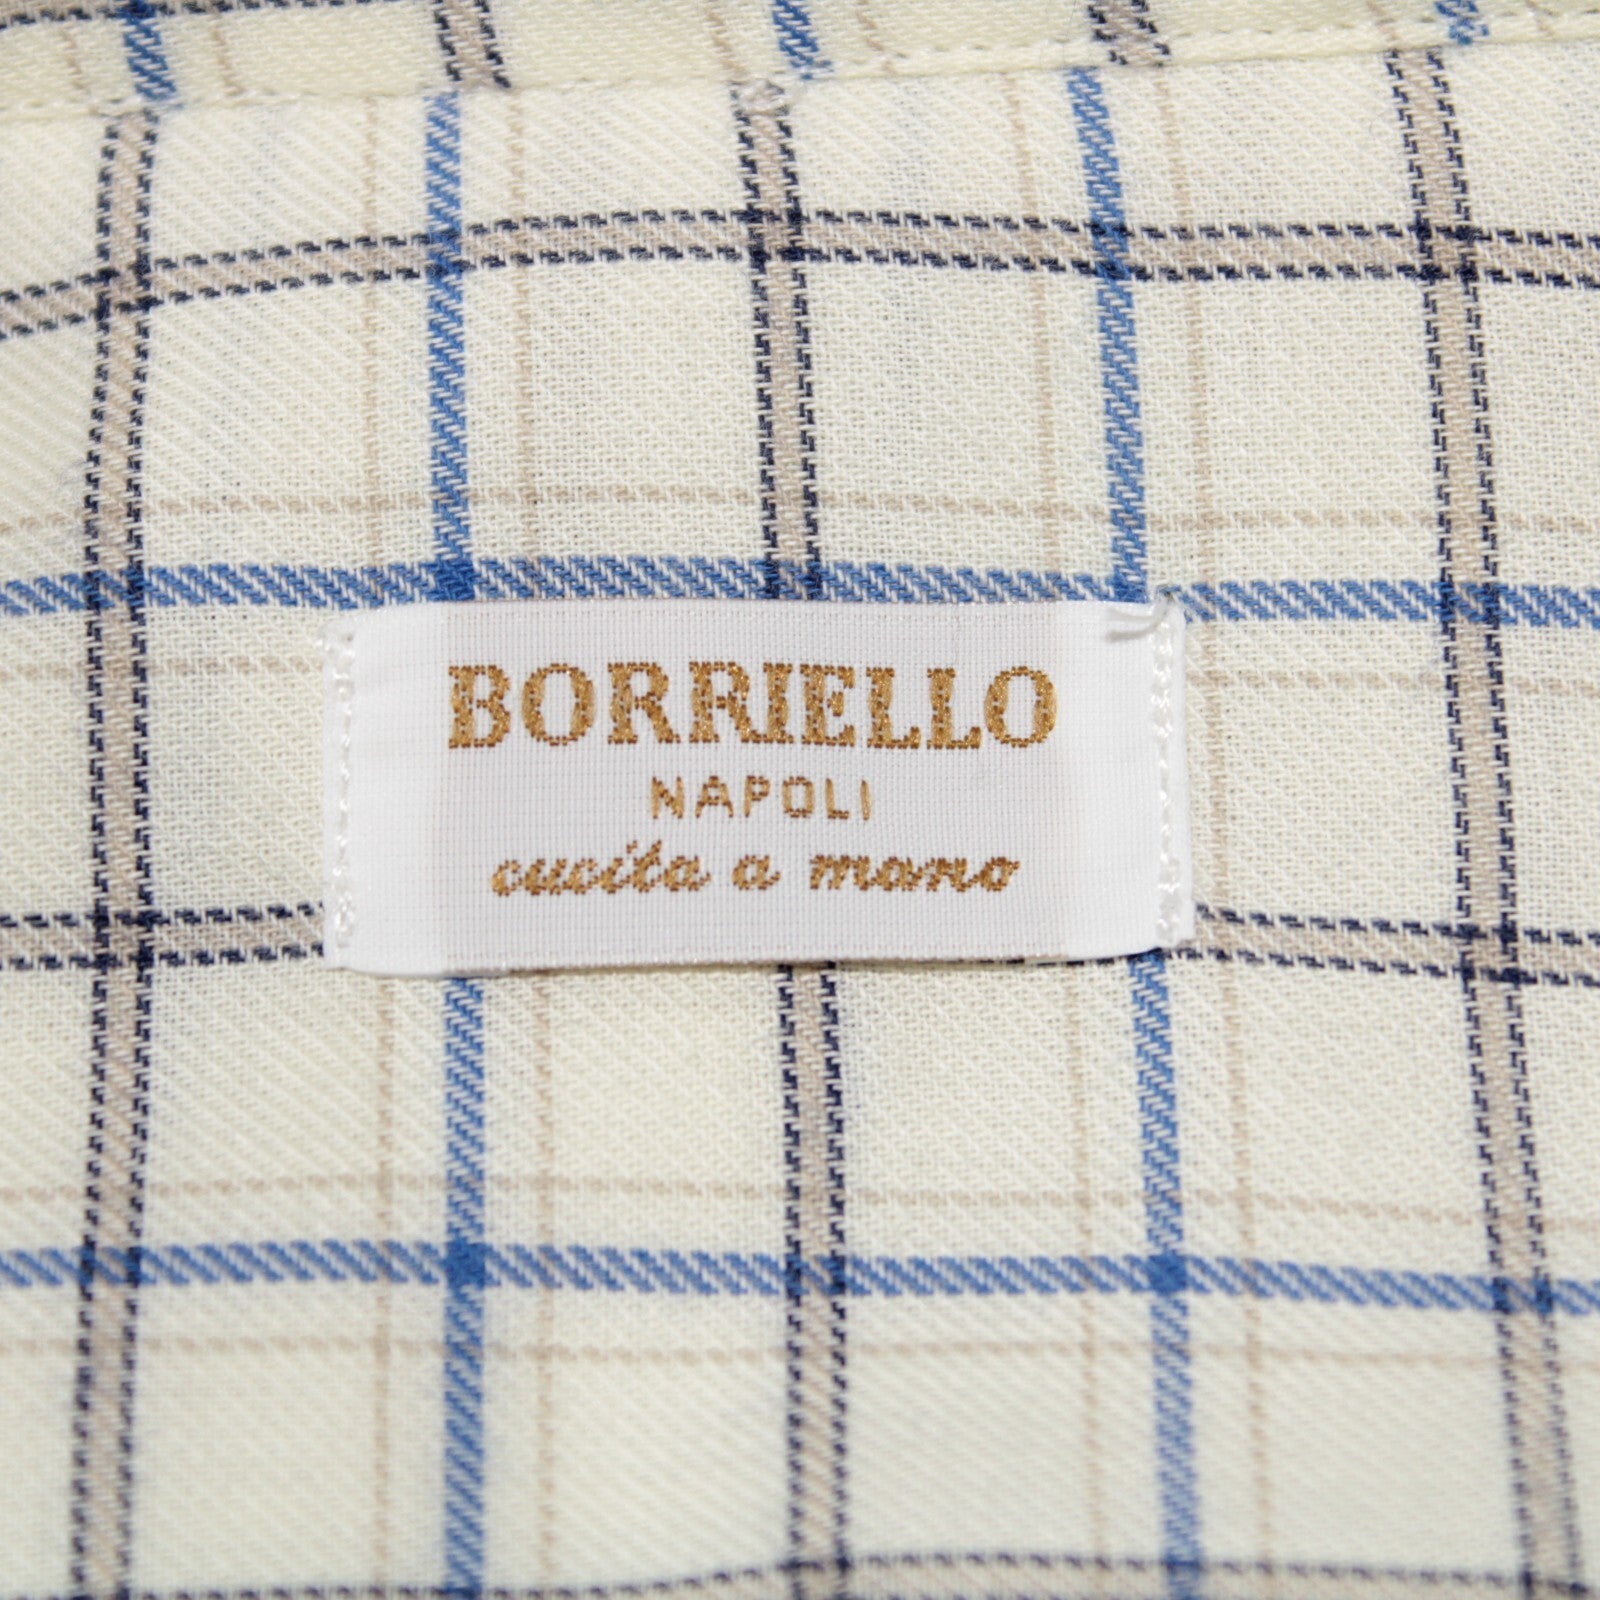 BORRIELLO
NAPOLI
cucita a mano